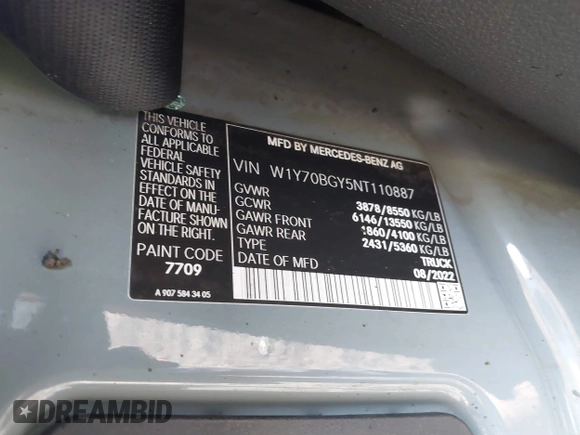 THIS VEHICLE
CONFORMS TO
ALL APPLICABLE
FEDERAL
MOTOR VEHICLE
SAFETY
STANDARDS IN
EFFECT ON THE
DATE OF MANU-
FACTURE SHOWN
ON THE RIGHT.
PAINT CODE
7709
A 907 584 34 05
MFD BY MERCEDES-BENZ AG
VIN W1Y70BGY5NT110887
GVWR 3878/8550 KG/LB
GCWR 6146/13550 KG/LB
GAWR FRONT 1860/4100 KG/LB
GAWR REAR 2431/5360 KG/LB
TYPE TRUCK
DATE OF MFD 08/2022
DREAMBID